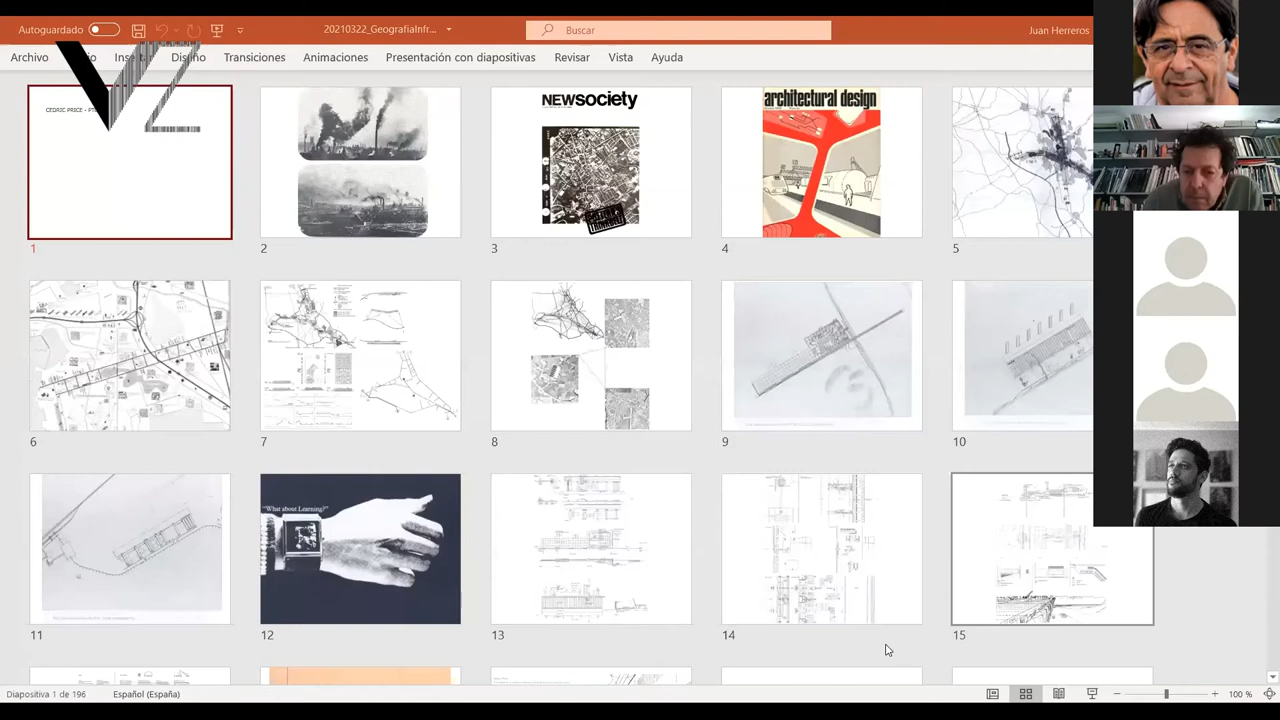 Autoguardado
20210322_GeografiaInfr...
Buscar
Juan Herreros
Archivo
Diseño
Transiciones
Animaciones
Presentación con diapositivas
Revisar
Vista
Ayuda
VZ
CEDRIC PRICE -
NEWsociety
architectural design
1
2
3
4
5
6
7
8
9
10
"What about Learning?"
11
12
13
14
15
Diapositiva 1 de 196
Español (España)
100 %